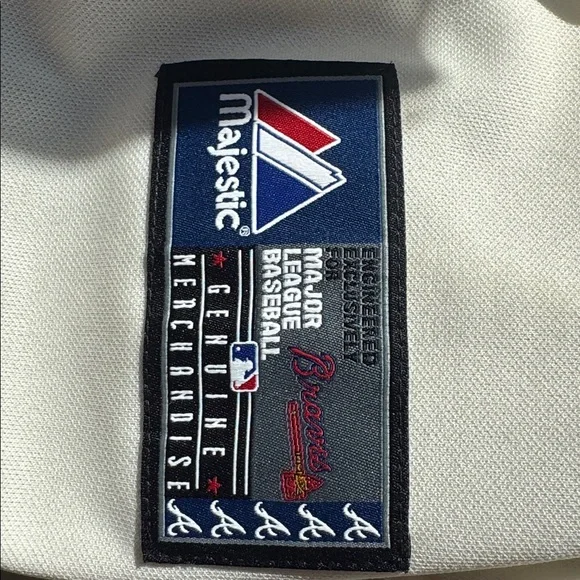 Majestic®
ENGINEERED
EXCLUSIVELY
FOR
MAJOR
LEAGUE
BASEBALL
Braves
★ GENUINE ★
MERCHANDISE
A A A A A